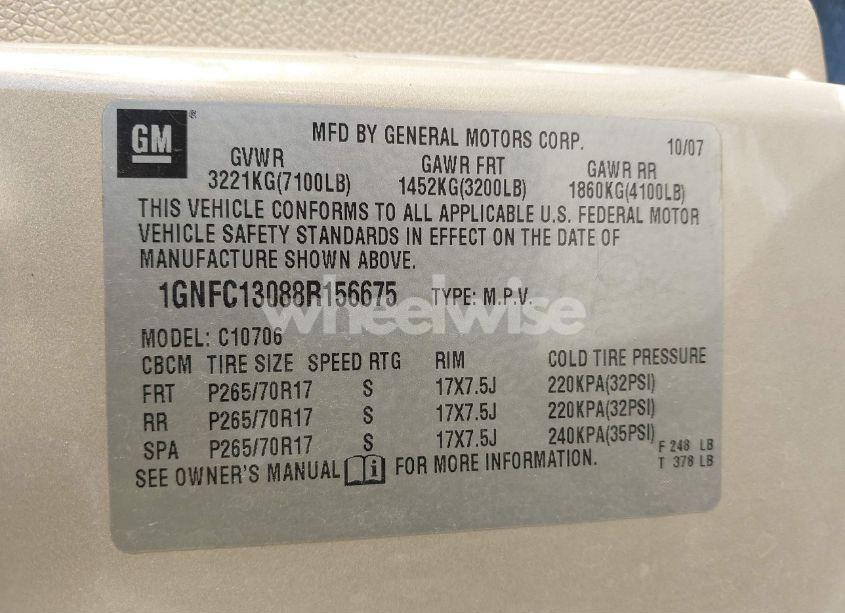 GM ®
MFD BY GENERAL MOTORS CORP. 10/07
GVWR GAWR FRT GAWR RR
3221KG(7100LB) 1452KG(3200LB) 1860KG(4100LB)
THIS VEHICLE CONFORMS TO ALL APPLICABLE U.S. FEDERAL MOTOR
VEHICLE SAFETY STANDARDS IN EFFECT ON THE DATE OF
MANUFACTURE SHOWN ABOVE.
1GNFC13088R156675 TYPE: M.P.V.
wheelwise
MODEL: C10706
CBCM TIRE SIZE SPEED RTG RIM COLD TIRE PRESSURE
FRT P265/70R17 S 17X7.5J 220KPA(32PSI)
RR P265/70R17 S 17X7.5J 220KPA(32PSI)
SPA P265/70R17 S 17X7.5J 240KPA(35PSI)
F 248 LB
T 378 LB
SEE OWNER'S MANUAL i FOR MORE INFORMATION.